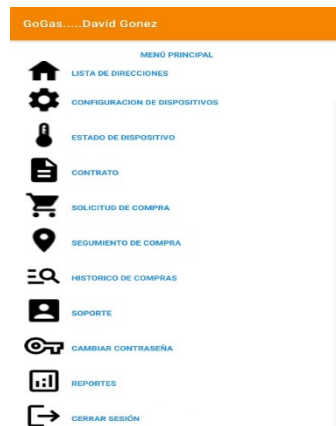 GoGas.....David Gonez
MENÚ PRINCIPAL
LISTA DE DIRECCIONES
CONFIGURACION DE DISPOSITIVOS
ESTADO DE DISPOSITIVO
CONTRATO
SOLICITUD DE COMPRA
SEGUMIENTO DE COMPRA
HISTORICO DE COMPRAS
SOPORTE
CAMBIAR CONTRASEÑA
REPORTES
CERRAR SESIÓN